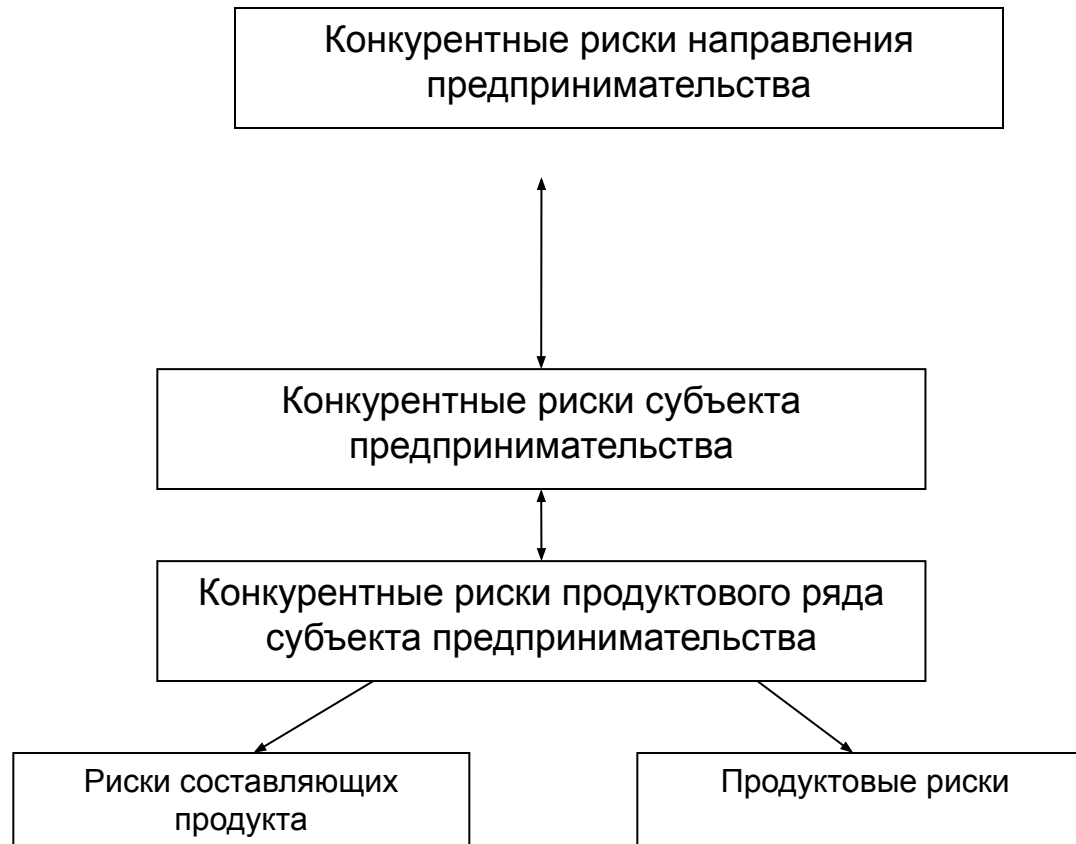 Конкурентные риски направления
предпринимательства
Конкурентные риски субъекта
предпринимательства
Конкурентные риски продуктового ряда
субъекта предпринимательства
Риски составляющих
продукта
Продуктовые риски